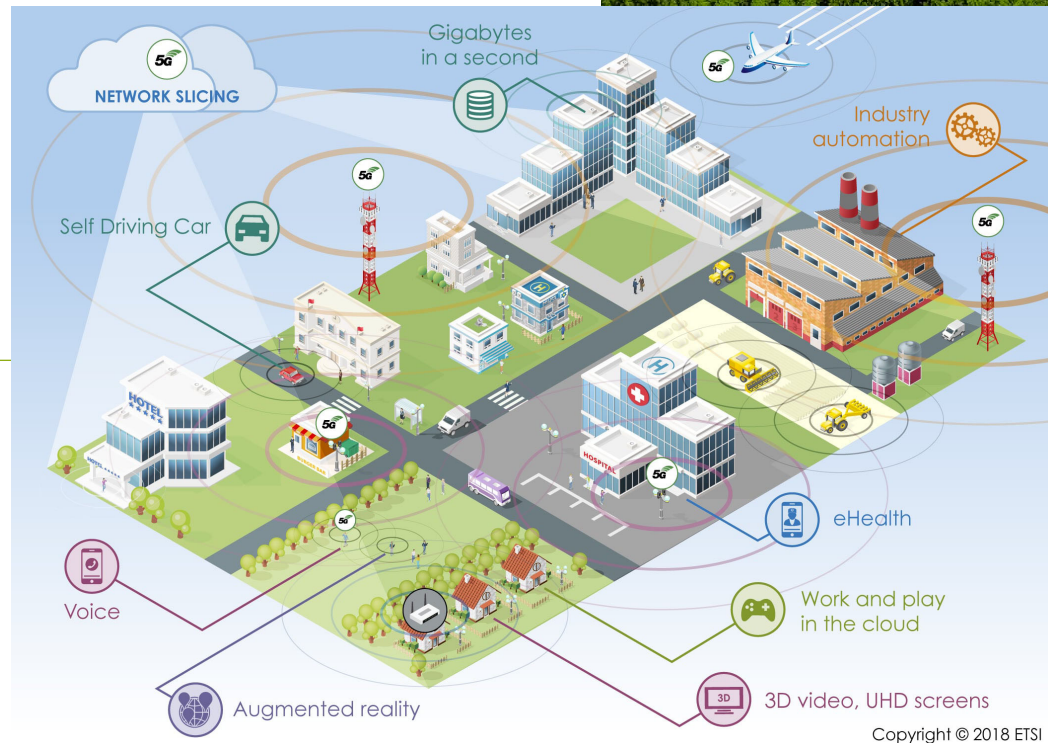 5G
NETWORK SLICING
Gigabytes
in a second
5G
Industry
automation
5G
5G
Self Driving Car
H
H
HOTEL
5G
HOSPITAL
5G
eHealth
5G
Voice
Work and play
in the cloud
3D
3D video, UHD screens
Augmented reality
Copyright © 2018 ETSI